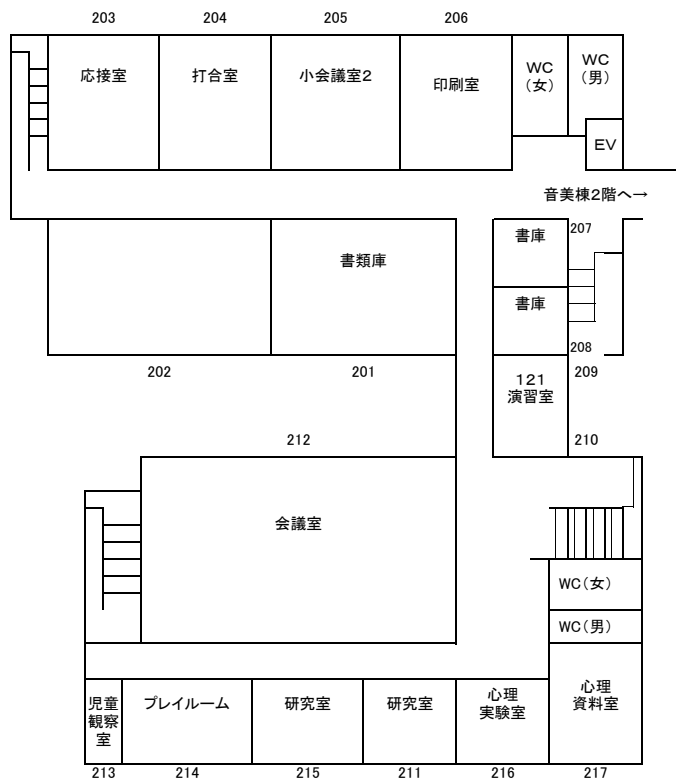 203
204
205
206
応接室
打合室
小会議室2
印刷室
WC
(女)
WC
(男)
EV
音美棟2階へ→
書類庫
書庫
207
書庫
208
202
201
121
演習室
209
212
210
会議室
WC(女)
WC(男)
児童
観察
室
プレイルーム
研究室
研究室
心理
実験室
心理
資料室
213
214
215
211
216
217